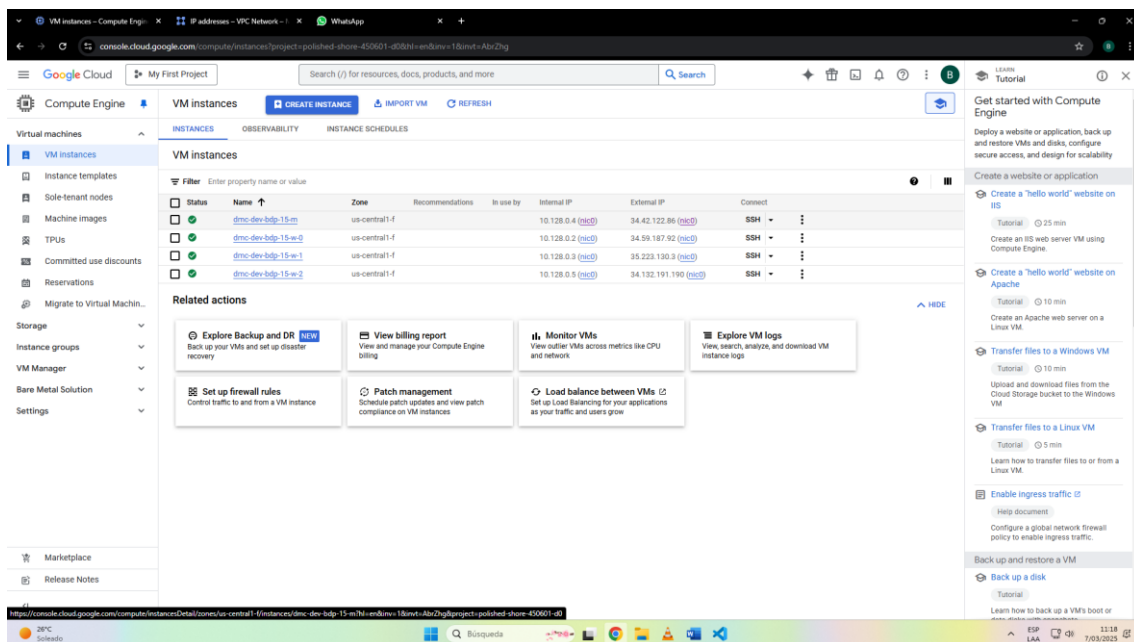 VM instances – Compute Engin
IP addresses – VPC Network –
WhatsApp
console.cloud.google.com/compute/instances?project=polished-shore-450601-d0&hl=en&inv=1&invt=AbrZhg
B
Google Cloud
My First Project
Search (/) for resources, docs, products, and more
Search
B
LEARN
Tutorial
Compute Engine
VM instances
CREATE INSTANCE
IMPORT VM
REFRESH
INSTANCES
OBSERVABILITY
INSTANCE SCHEDULES
VM instances
Filter Enter property name or value
Status Name Zone Recommendations In use by Internal IP External IP Connect
dmc-dev-bdp-15-m us-central1-f 10.128.0.4 (nic0) 34.42.122.86 (nic0) SSH
dmc-dev-bdp-15-w-0 us-central1-f 10.128.0.2 (nic0) 34.59.187.92 (nic0) SSH
dmc-dev-bdp-15-w-1 us-central1-f 10.128.0.3 (nic0) 35.223.130.3 (nic0) SSH
dmc-dev-bdp-15-w-2 us-central1-f 10.128.0.5 (nic0) 34.132.191.190 (nic0) SSH
Related actions
HIDE
Explore Backup and DR NEW
Back up your VMs and set up disaster
recovery
View billing report
View and manage your Compute Engine
billing
Monitor VMs
View outlier VMs across metrics like CPU
and network
Explore VM logs
View, search, analyze, and download VM
instance logs
Set up firewall rules
Control traffic to and from a VM instance
Patch management
Schedule patch updates and view patch
compliance on VM instances
Load balance between VMs
Set up Load Balancing for your applications
as your traffic and users grow
Virtual machines
VM instances
Instance templates
Sole-tenant nodes
Machine images
TPUs
Committed use discounts
Reservations
Migrate to Virtual Machin...
Storage
Instance groups
VM Manager
Bare Metal Solution
Settings
Marketplace
Release Notes
Get started with Compute
Engine
Deploy a website or application, back up
and restore VMs and disks, configure
secure access, and design for scalability
Create a website or application
Create a "hello world" website on
IIS
Tutorial 25 min
Create an IIS web server VM using
Compute Engine.
Create a "hello world" website on
Apache
Tutorial 10 min
Create an Apache web server on a
Linux VM.
Transfer files to a Windows VM
Tutorial 10 min
Upload and download files from the
Cloud Storage bucket to the Windows
VM
Transfer files to a Linux VM
Tutorial 5 min
Learn how to transfer files to or from a
Linux VM.
Enable ingress traffic
Help document
Configure a global network firewall
policy to enable ingress traffic.
Back up and restore a VM
Back up a disk
Tutorial
Learn how to back up a VM's boot or
https://console.cloud.google.com/compute/instancesDetail/zones/us-central1-f/instances/dmc-dev-bdp-15-m?hl=en&inv=1&invt=AbrZhg&project=polished-shore-450601-d0
26°C
Soleado
Búsqueda
ESP
LAA
11:18
7/03/2025